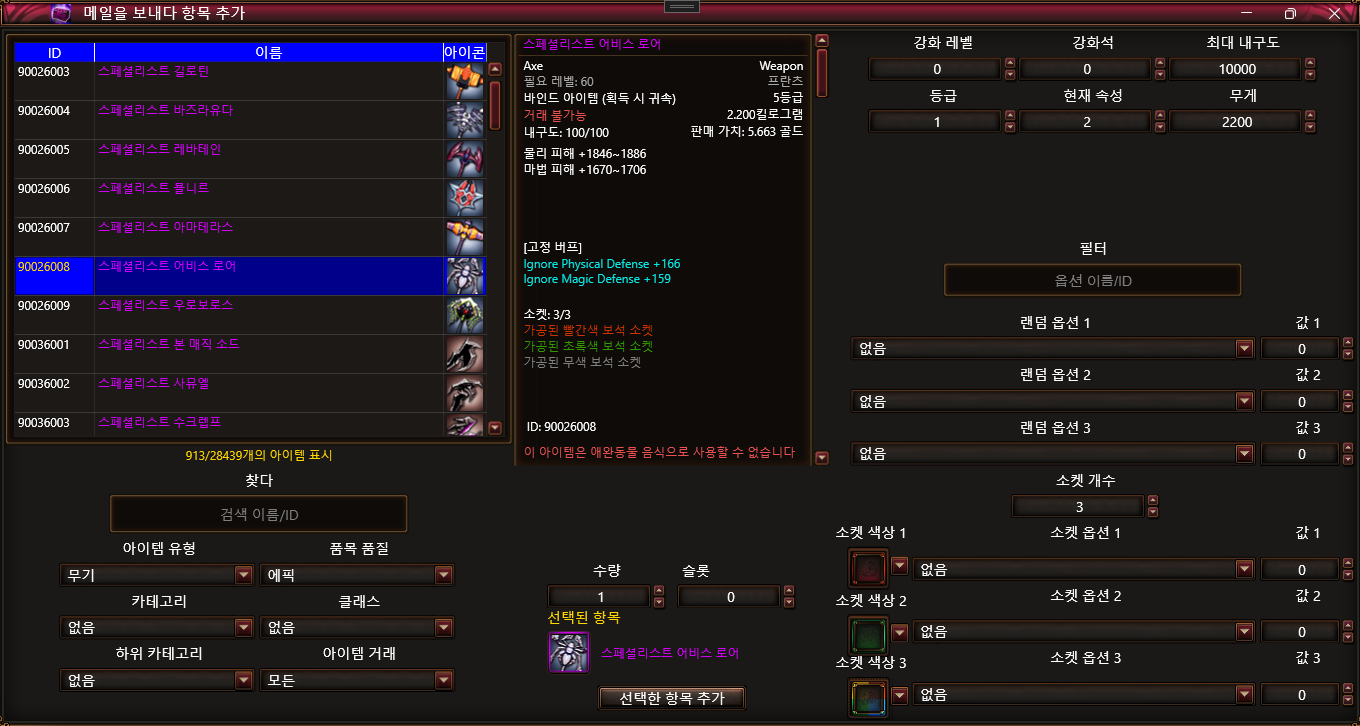 메일을 보내다 항목 추가
ID 이름 아이콘
90026003 스페셜리스트 길로틴
90026004 스페셜리스트 바즈라유다
90026005 스페셜리스트 레바테인
90026006 스페셜리스트 묠니르
90026007 스페셜리스트 아마테라스
90026008 스페셜리스트 어비스 로어
90026009 스페셜리스트 우로보로스
90036001 스페셜리스트 본 매직 소드
90036002 스페셜리스트 사뮤엘
90036003 스페셜리스트 수크렙프
913/28439개의 아이템 표시
찾다
검색 이름/ID
아이템 유형 품목 품질
무기 에픽
카테고리 클래스
없음 없음
하위 카테고리 아이템 거래
없음 모든
스페셜리스트 어비스 로어
Axe Weapon
필요 레벨: 60 프란츠
바인드 아이템 (획득 시 귀속) 5등급
거래 불가능 2.200킬로그램
내구도: 100/100 판매 가치: 5.663 골드
물리 피해 +1846~1886
마법 피해 +1670~1706
[고정 버프]
Ignore Physical Defense +166
Ignore Magic Defense +159
소켓: 3/3
가공된 빨간색 보석 소켓
가공된 초록색 보석 소켓
가공된 무색 보석 소켓
ID: 90026008
이 아이템은 애완동물 음식으로 사용할 수 없습니다
수량 슬롯
1 0
선택된 항목
스페셜리스트 어비스 로어
선택한 항목 추가
강화 레벨 강화석 최대 내구도
0 0 10000
등급 현재 속성 무게
1 2 2200
필터
옵션 이름/ID
랜덤 옵션 1 값 1
없음 0
랜덤 옵션 2 값 2
없음 0
랜덤 옵션 3 값 3
없음 0
소켓 개수
3
소켓 색상 1 소켓 옵션 1 값 1
없음 0
소켓 색상 2 소켓 옵션 2 값 2
없음 0
소켓 색상 3 소켓 옵션 3 값 3
없음 0